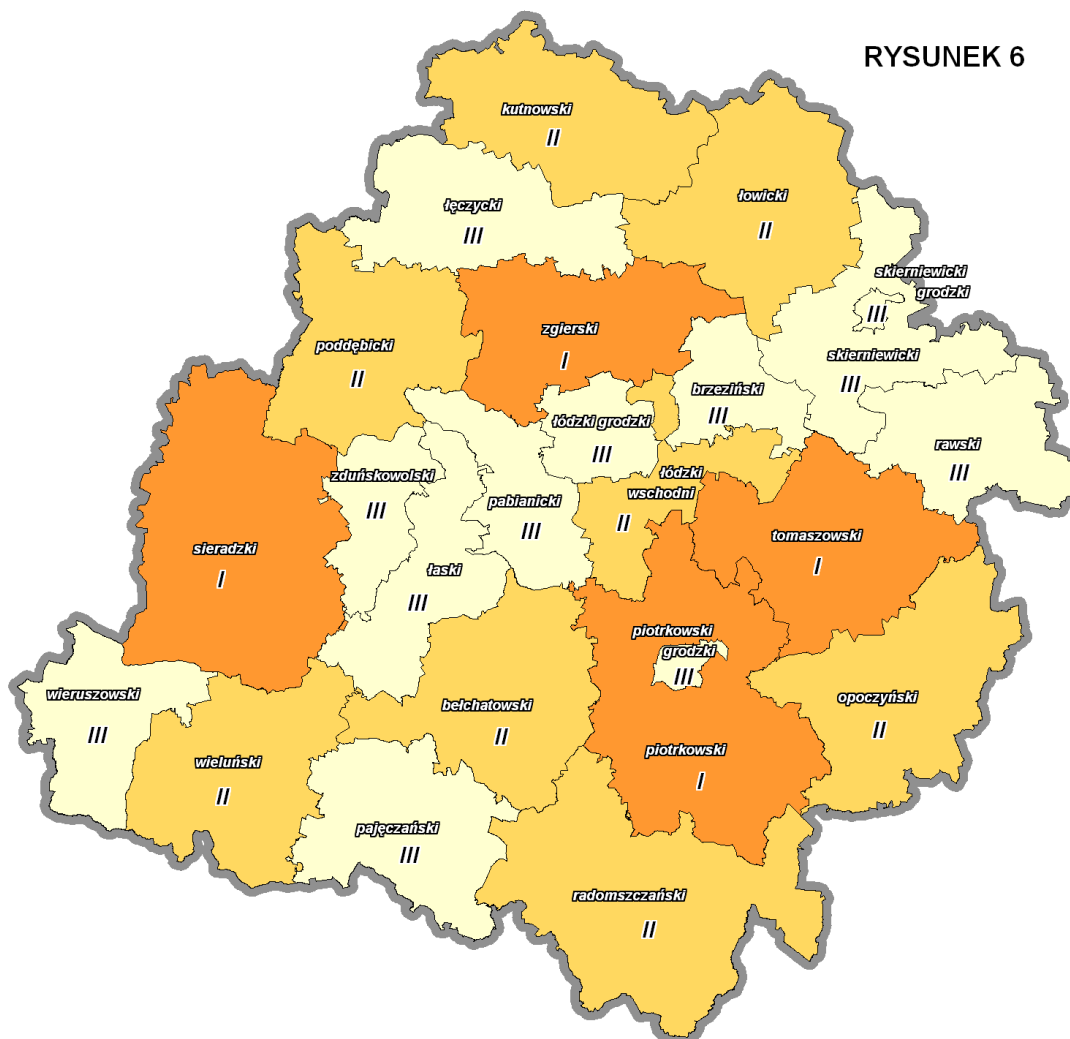 RYSUNEK 6
kutnowski
II
łowicki
II
łęczycki
III
skierniewicki
grodzki
III
zgierski
I
poddębicki
II
skierniewicki
III
brzeziński
III
łódzki grodzki
III
rawski
III
zduńskowolski
III
łódzki
wschodni
II
pabianicki
III
tomaszowski
I
sieradzki
I
łaski
III
piotrkowski
grodzki
III
wieruszowski
III
opoczyński
II
bełchatowski
II
piotrkowski
I
wieluński
II
pajęczański
III
radomszczański
II